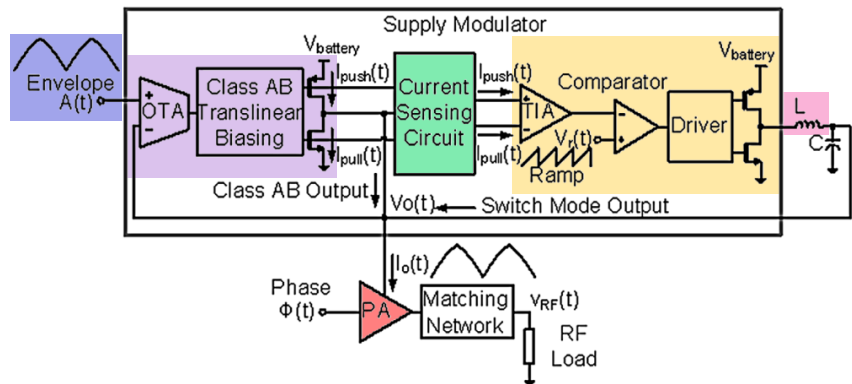 Supply Modulator
Envelope
A(t)
+
-
OTA
Class AB
Translinear
Biasing
Vbattery
Ipush(t)
Ipull(t)
Current
Sensing
Circuit
Ipush(t)
Ipull(t)
+
-
TIA
Comparator
-
+
Vr(t)
Ramp
Driver
Vbattery
L
C
Class AB Output
Vo(t)
Switch Mode Output
Io(t)
Phase
Φ(t)
PA
Matching
Network
vRF(t)
RF
Load